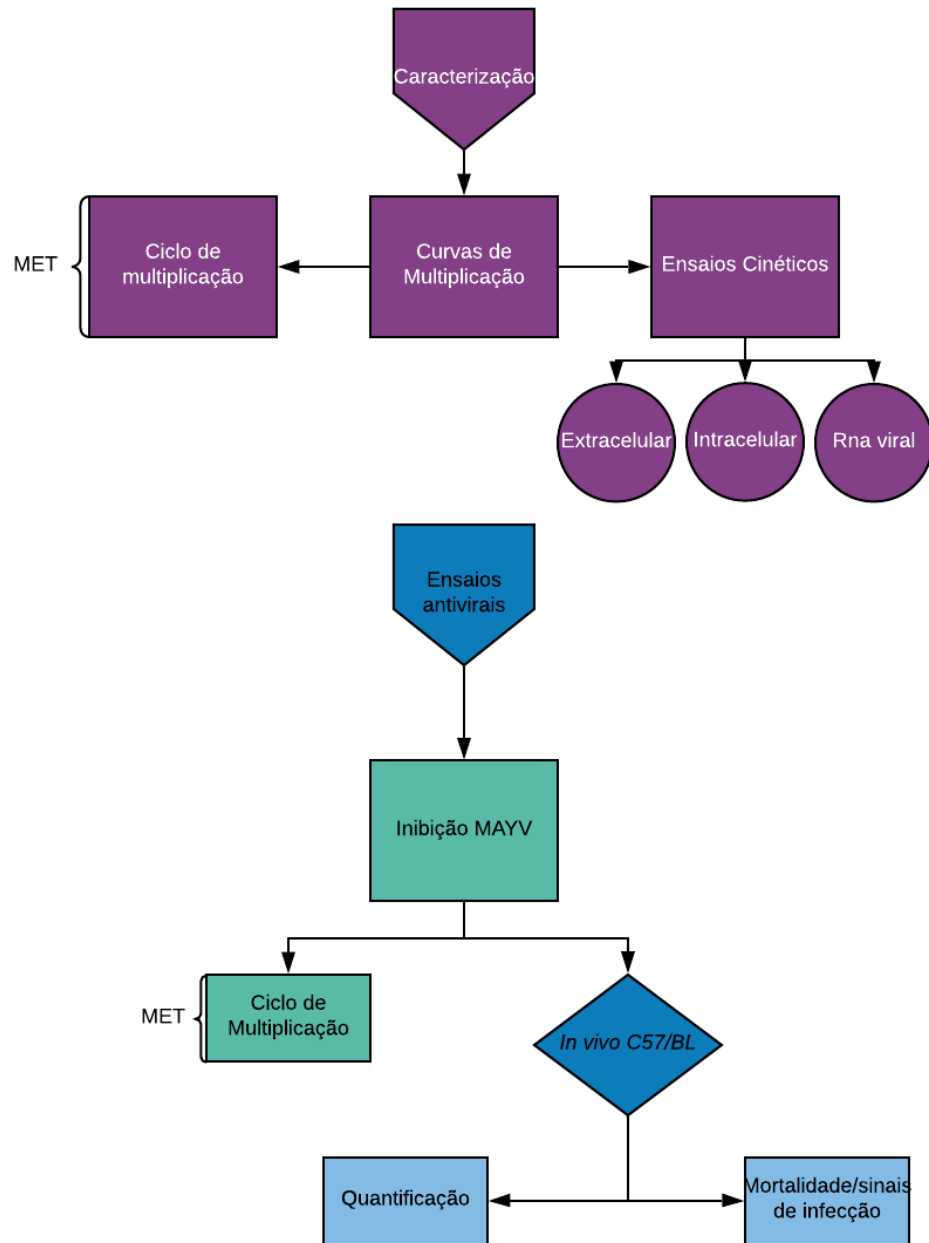 Caracterização
MET
Ciclo de
multiplicação
Curvas de
Multiplicação
Ensaios Cinéticos
Extracelular
Intracelular
Rna viral
Ensaios
antivirais
Inibição MAYV
MET
Ciclo de
Multiplicação
In vivo C57/BL
Quantificação
Mortalidade/sinais
de infecção